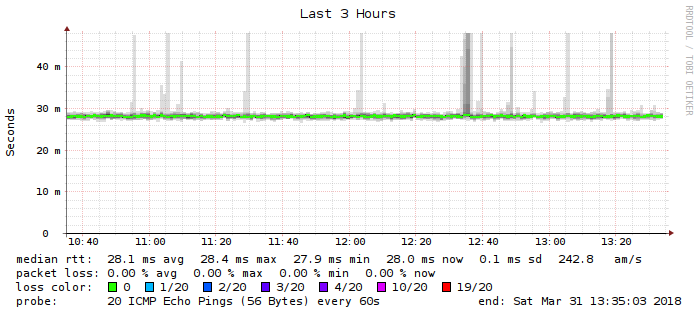 Last 3 Hours
RRDTOOL / TOBI OETIKER
Seconds
40 m
30 m
20 m
10 m
0
10:40 11:00 11:20 11:40 12:00 12:20 12:40 13:00 13:20
median rtt: 28.1 ms avg 28.4 ms max 27.9 ms min 28.0 ms now 0.1 ms sd 242.8 am/s
packet loss: 0.00 % avg 0.00 % max 0.00 % min 0.00 % now
loss color: 0 1/20 2/20 3/20 4/20 10/20 19/20
probe: 20 ICMP Echo Pings (56 Bytes) every 60s end: Sat Mar 31 13:35:03 2018